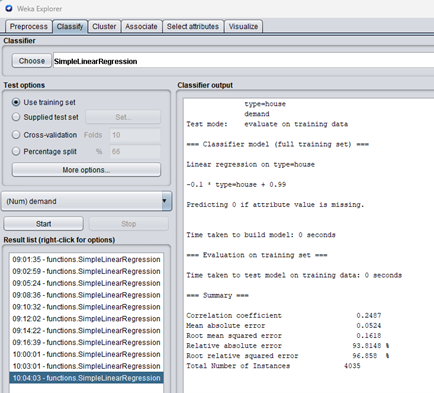 Weka Explorer
Preprocess Classify Cluster Associate Select attributes Visualize
Classifier
Choose SimpleLinearRegression
Test options
Use training set
Supplied test set Set...
Cross-validation Folds 10
Percentage split % 66
More options...
(Num) demand
Start Stop
Result list (right-click for options)
09:01:35 - functions.SimpleLinearRegression
09:02:59 - functions.SimpleLinearRegression
09:05:24 - functions.SimpleLinearRegression
09:08:36 - functions.SimpleLinearRegression
09:10:32 - functions.SimpleLinearRegression
09:12:02 - functions.SimpleLinearRegression
09:14:22 - functions.SimpleLinearRegression
09:16:39 - functions.SimpleLinearRegression
10:00:01 - functions.SimpleLinearRegression
10:03:01 - functions.SimpleLinearRegression
10:04:03 - functions.SimpleLinearRegression
Classifier output
type=house
demand
Test mode: evaluate on training data
=== Classifier model (full training set) ===
Linear regression on type=house
-0.1 * type=house + 0.99
Predicting 0 if attribute value is missing.
Time taken to build model: 0 seconds
=== Evaluation on training set ===
Time taken to test model on training data: 0 seconds
=== Summary ===
Correlation coefficient 0.2487
Mean absolute error 0.0524
Root mean squared error 0.1618
Relative absolute error 93.8148 %
Root relative squared error 96.858 %
Total Number of Instances 4035